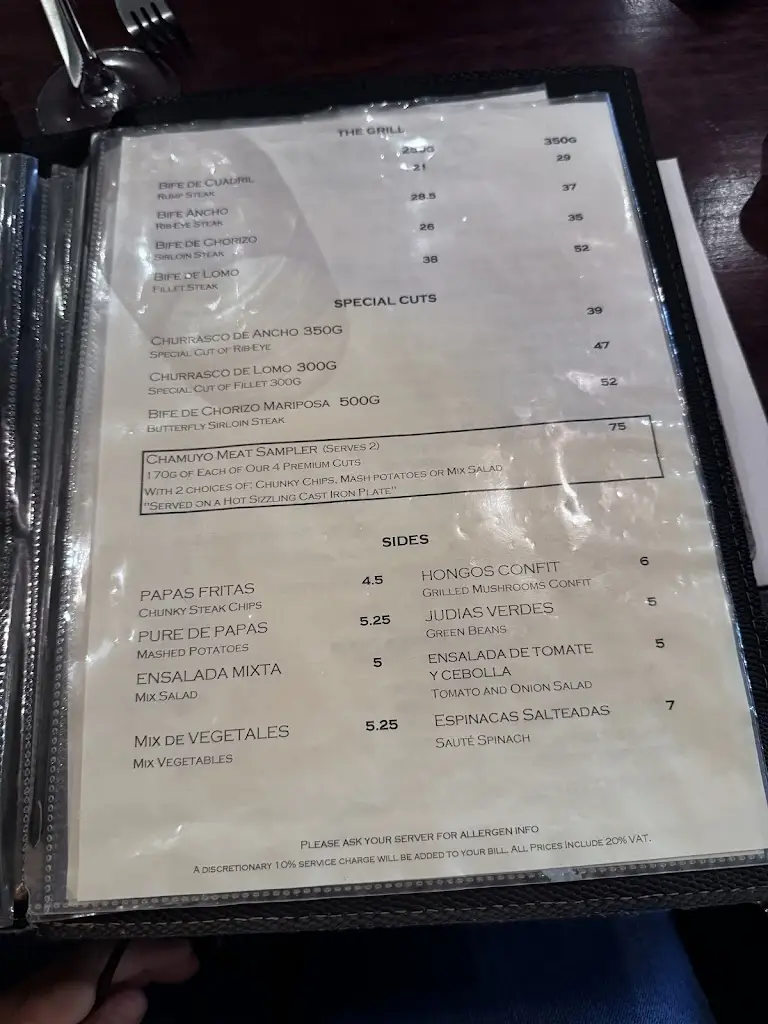 THE GRILL
250G 350G
BIFE DE CUADRIL 21 29
RUMP STEAK
BIFE ANCHO 28.5 37
RIB-EYE STEAK
BIFE DE CHORIZO 26 35
SIRLOIN STEAK
BIFE DE LOMO 38 52
FILLET STEAK
SPECIAL CUTS
CHURRASCO DE ANCHO 350G 39
SPECIAL CUT OF RIB-EYE
CHURRASCO DE LOMO 300G 47
SPECIAL CUT OF FILLET 300G
BIFE DE CHORIZO MARIPOSA 500G 52
BUTTERFLY SIRLOIN STEAK
CHAMUYO MEAT SAMPLER (SERVES 2) 75
170G OF EACH OF OUR 4 PREMIUM CUTS
WITH 2 CHOICES OF: CHUNKY CHIPS, MASH POTATOES OR MIX SALAD
"SERVED ON A HOT SIZZLING CAST IRON PLATE"
SIDES
PAPAS FRITAS 4.5
CHUNKY STEAK CHIPS
PURE DE PAPAS 5.25
MASHED POTATOES
ENSALADA MIXTA 5
MIX SALAD
MIX DE VEGETALES 5.25
MIX VEGETABLES
HONGOS CONFIT 6
GRILLED MUSHROOMS CONFIT
JUDIAS VERDES 5
GREEN BEANS
ENSALADA DE TOMATE 5
Y CEBOLLA
TOMATO AND ONION SALAD
ESPINACAS SALTEADAS 7
SAUTÉ SPINACH
PLEASE ASK YOUR SERVER FOR ALLERGEN INFO
A DISCRETIONARY 10% SERVICE CHARGE WILL BE ADDED TO YOUR BILL. ALL PRICES INCLUDE 20% VAT.